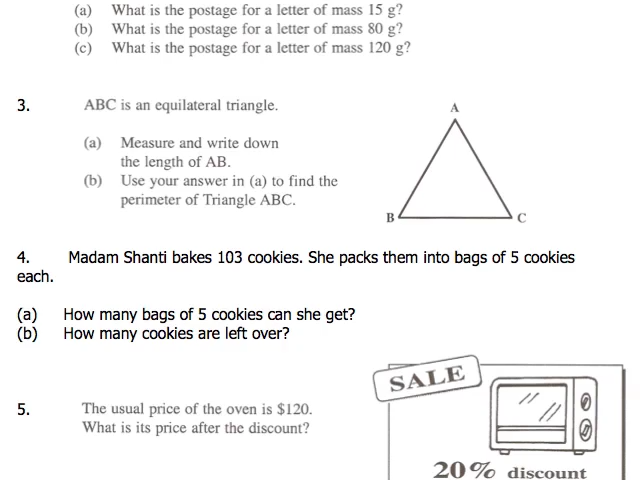 (a) What is the postage for a letter of mass 15 g?
(b) What is the postage for a letter of mass 80 g?
(c) What is the postage for a letter of mass 120 g?
3. ABC is an equilateral triangle.
A
(a) Measure and write down
the length of AB.
(b) Use your answer in (a) to find the
perimeter of Triangle ABC.
B C
4. Madam Shanti bakes 103 cookies. She packs them into bags of 5 cookies
each.
(a) How many bags of 5 cookies can she get?
(b) How many cookies are left over?
SALE
5. The usual price of the oven is $120.
What is its price after the discount?
20% discount